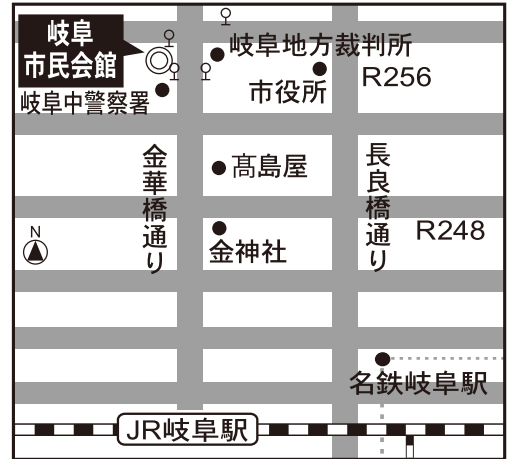 岐阜
市民会館
岐阜中警察署
岐阜地方裁判所
市役所
R256
金華橋通り
髙島屋
長良橋通り
R248
金神社
N
名鉄岐阜駅
JR岐阜駅